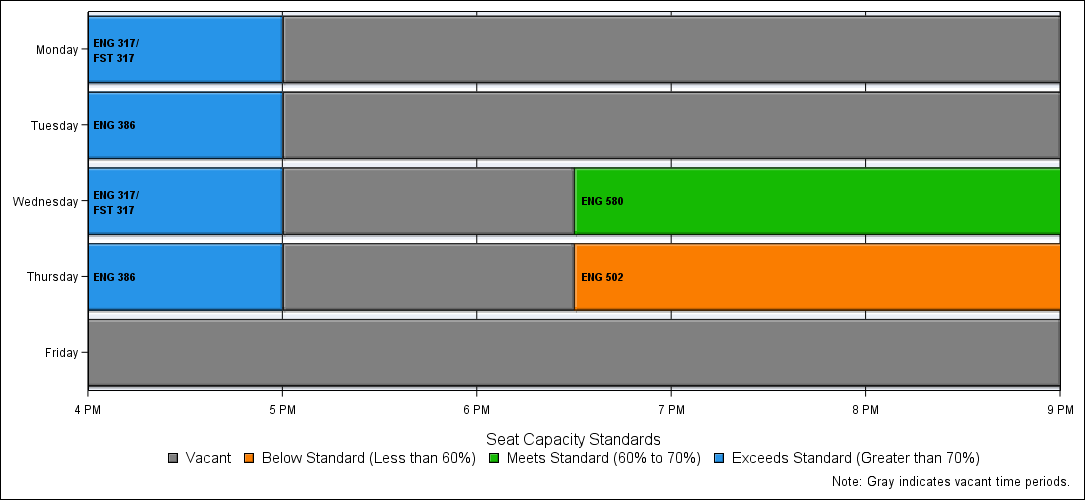 Monday
ENG 317/
FST 317
Tuesday
ENG 386
Wednesday
ENG 317/
FST 317
ENG 580
Thursday
ENG 386
ENG 502
Friday
4 PM 5 PM 6 PM 7 PM 8 PM 9 PM
Seat Capacity Standards
Vacant Below Standard (Less than 60%) Meets Standard (60% to 70%) Exceeds Standard (Greater than 70%)
Note: Gray indicates vacant time periods.